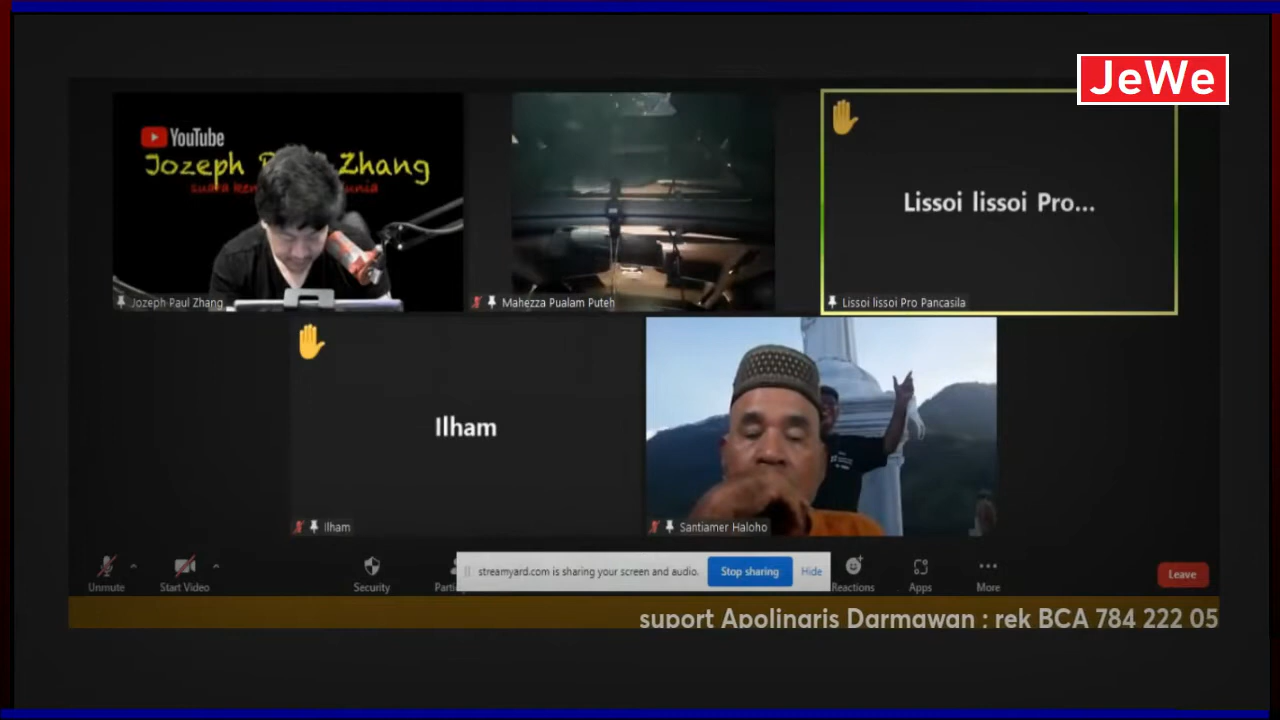 JeWe
YouTube
Jozeph Zhang
Jozeph Paul Zhang
Mahezza Pualam Puteh
Lissoi lissoi Pro...
Lissoi lissoi Pro Pancasila
Ilham
Ilham
Santiamer Haloho
Unmute
Start Video
Security
streamyard.com is sharing your screen and audio.
Stop sharing
Hide
Reactions
Apps
More
Leave
suport Apolinaris Darmawan : rek BCA 784 222 05